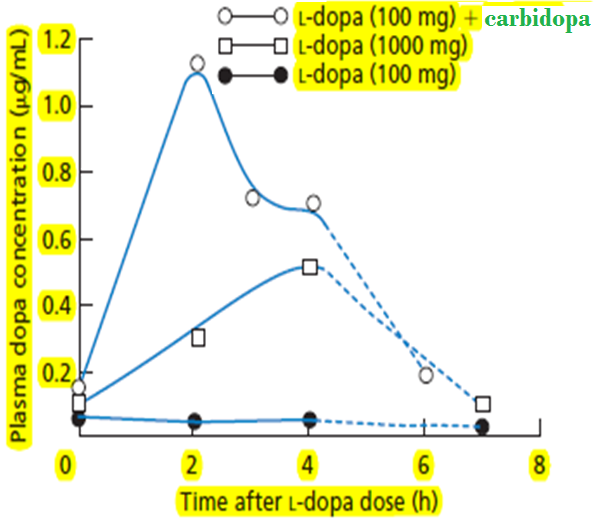 L-dopa (100 mg) + carbidopa
L-dopa (1000 mg)
L-dopa (100 mg)
Plasma dopa concentration (µg/mL)
1.2
1.0
0.8
0.6
0.4
0.2
0 2 4 6 8
Time after L-dopa dose (h)